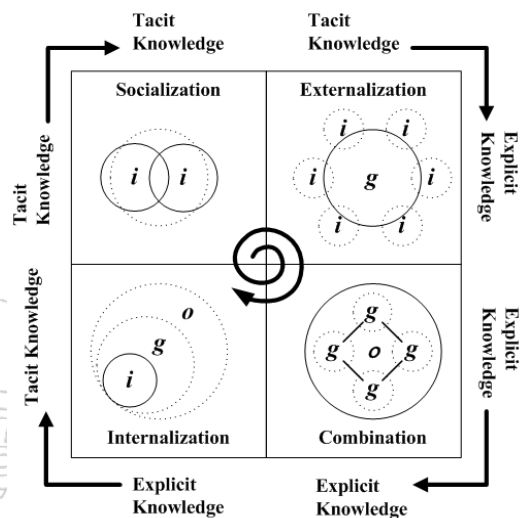 Tacit
Knowledge
Tacit
Knowledge
Socialization
Externalization
Tacit
Knowledge
i
i
i
i
i
g
i
i
i
Explicit
Knowledge
Tacit Knowledge
o
g
i
g
g
o
g
g
Explicit
Knowledge
Internalization
Combination
Explicit
Knowledge
Explicit
Knowledge